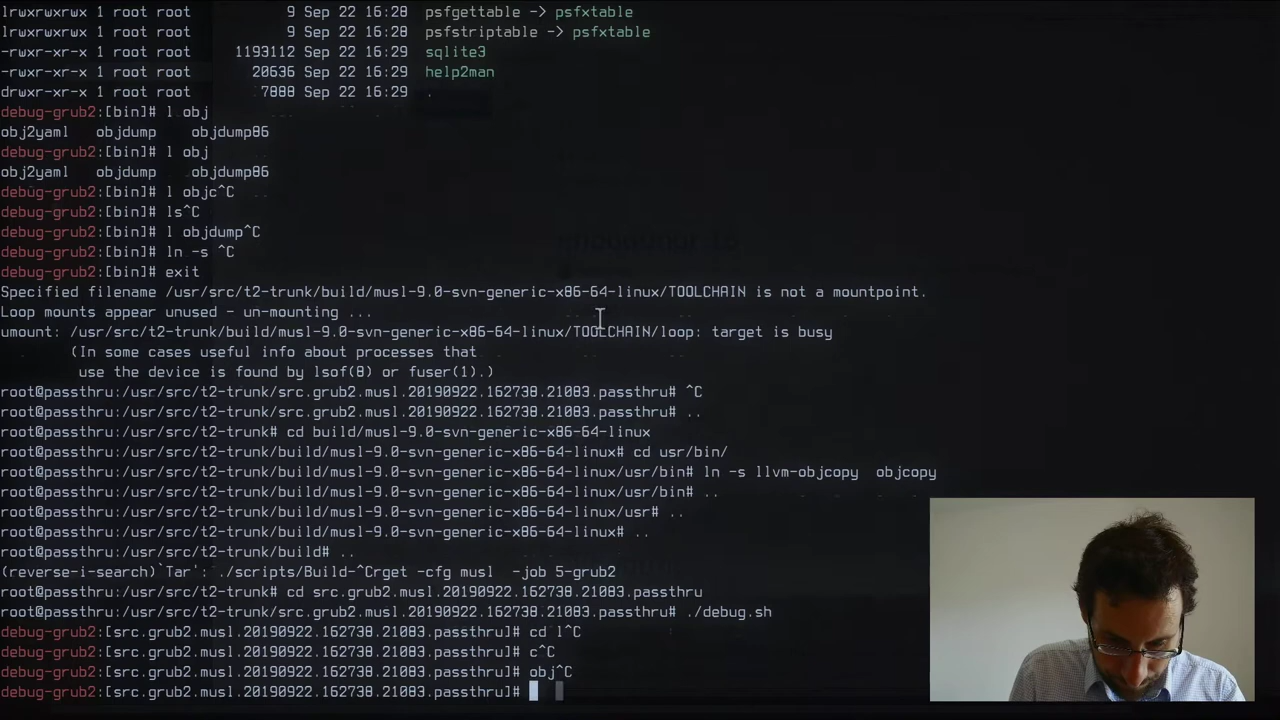 lrwxrwxrwx 1 root root 9 Sep 22 16:28 psfgettable -> psfxtable
lrwxrwxrwx 1 root root 9 Sep 22 16:28 psfstriptable -> psfxtable
-rwxr-xr-x 1 root root 1193112 Sep 22 16:29 sqlite3
-rwxr-xr-x 1 root root 20636 Sep 22 16:29 help2man
drwxr-xr-x 1 root root 7888 Sep 22 16:29 .
debug-grub2:[bin]# l obj
obj2yaml objdump objdump86
debug-grub2:[bin]# l obj
obj2yaml objdump objdump86
debug-grub2:[bin]# l objc^C
debug-grub2:[bin]# ls^C
debug-grub2:[bin]# l objdump^C
debug-grub2:[bin]# ln -s ^C
debug-grub2:[bin]# exit
Specified filename /usr/src/t2-trunk/build/musl-9.0-svn-generic-x86-64-linux/TOOLCHAIN is not a mountpoint.
Loop mounts appear unused - un-mounting ...
umount: /usr/src/t2-trunk/build/musl-9.0-svn-generic-x86-64-linux/TOOLCHAIN/loop: target is busy
(In some cases useful info about processes that
use the device is found by lsof(8) or fuser(1).)
root@passthru:/usr/src/t2-trunk/src.grub2.musl.20190922.162738.21083.passthru# ^C
root@passthru:/usr/src/t2-trunk/src.grub2.musl.20190922.162738.21083.passthru# ..
root@passthru:/usr/src/t2-trunk# cd build/musl-9.0-svn-generic-x86-64-linux
root@passthru:/usr/src/t2-trunk/build/musl-9.0-svn-generic-x86-64-linux# cd usr/bin/
root@passthru:/usr/src/t2-trunk/build/musl-9.0-svn-generic-x86-64-linux/usr/bin# ln -s llvm-objcopy objcopy
root@passthru:/usr/src/t2-trunk/build/musl-9.0-svn-generic-x86-64-linux/usr/bin# ..
root@passthru:/usr/src/t2-trunk/build/musl-9.0-svn-generic-x86-64-linux/usr# ..
root@passthru:/usr/src/t2-trunk/build/musl-9.0-svn-generic-x86-64-linux# ..
root@passthru:/usr/src/t2-trunk/build# ..
(reverse-i-search)`Tar': ./scripts/Build-^Crget -cfg musl -job 5-grub2
root@passthru:/usr/src/t2-trunk# cd src.grub2.musl.20190922.162738.21083.passthru
root@passthru:/usr/src/t2-trunk/src.grub2.musl.20190922.162738.21083.passthru# ./debug.sh
debug-grub2:[src.grub2.musl.20190922.162738.21083.passthru]# cd l^C
debug-grub2:[src.grub2.musl.20190922.162738.21083.passthru]# c^C
debug-grub2:[src.grub2.musl.20190922.162738.21083.passthru]# obj^C
debug-grub2:[src.grub2.musl.20190922.162738.21083.passthru]#